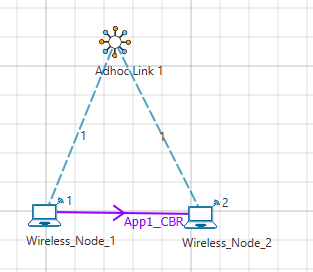 Adhoc Link 1
1
1
1
2
App1_CBR
Wireless_Node_1
Wireless_Node_2